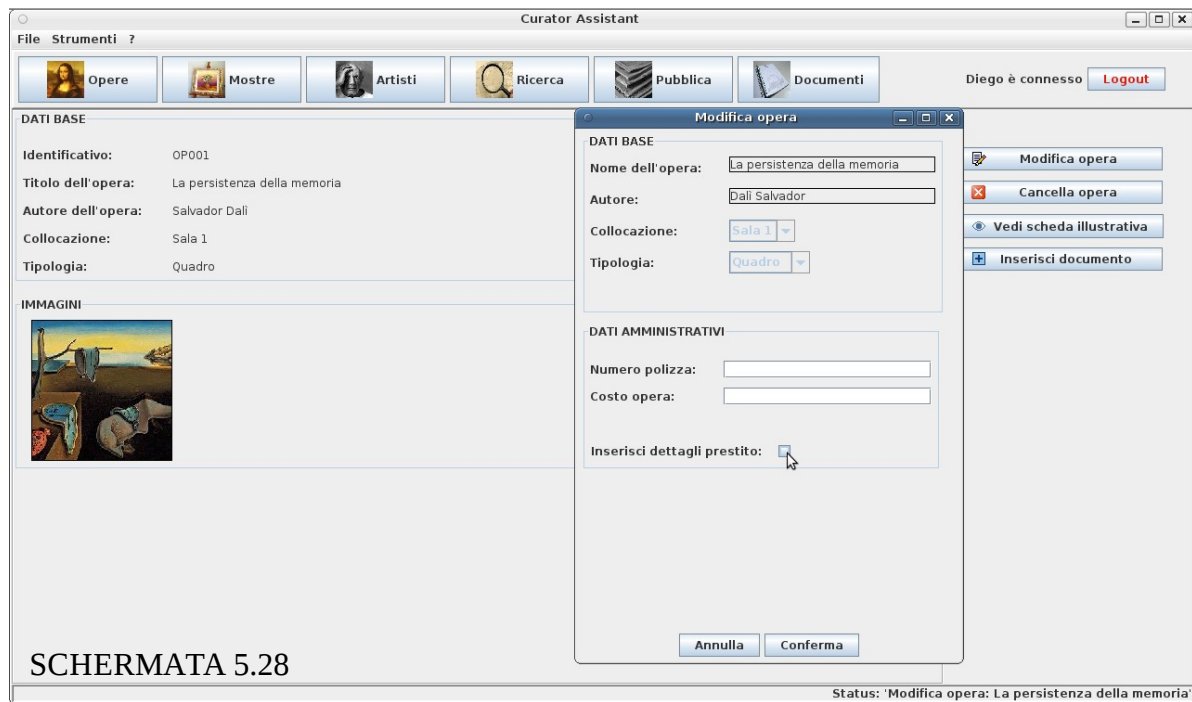 Curator Assistant
File Strumenti ?
Opere Mostre Artisti Ricerca Pubblica Documenti Diego è connesso Logout
DATI BASE
Identificativo: OP001
Titolo dell'opera: La persistenza della memoria
Autore dell'opera: Salvador Dalì
Collocazione: Sala 1
Tipologia: Quadro
IMMAGINI
Modifica opera
DATI BASE
Nome dell'opera: La persistenza della memoria
Autore: Dalì Salvador
Collocazione: Sala 1
Tipologia: Quadro
DATI AMMINISTRATIVI
Numero polizza:
Costo opera:
Inserisci dettagli prestito:
Annulla Conferma
Modifica opera
Cancella opera
Vedi scheda illustrativa
Inserisci documento
SCHERMATA 5.28
Status: 'Modifica opera: La persistenza della memoria'